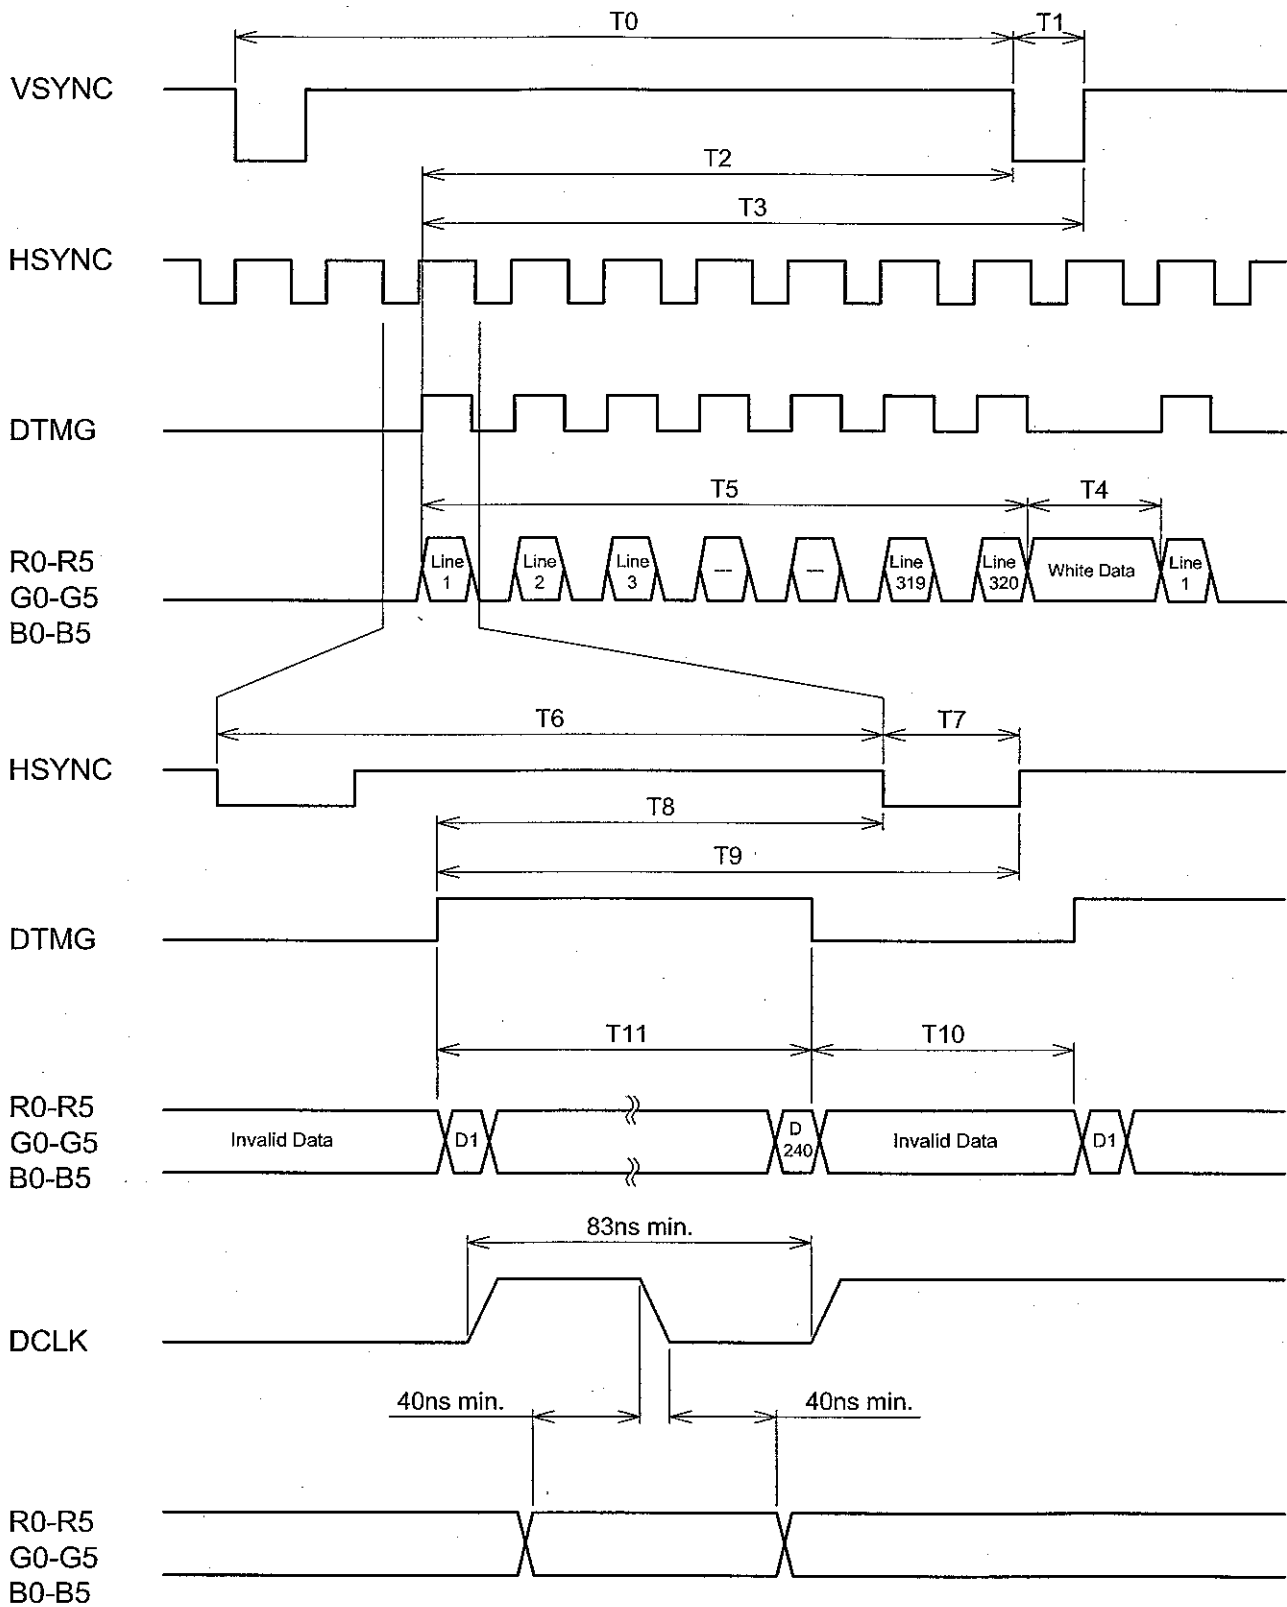 T0
T1
VSYNC
T2
T3
HSYNC
DTMG
T5
T4
R0-R5
G0-G5
B0-B5
Line
1
Line
2
Line
3
—
—
Line
319
Line
320
White Data
Line
1
T6
T7
HSYNC
T8
T9
DTMG
T11
T10
R0-R5
G0-G5
B0-B5
Invalid Data
D1
D
240
Invalid Data
D1
83ns min.
DCLK
40ns min.
40ns min.
R0-R5
G0-G5
B0-B5